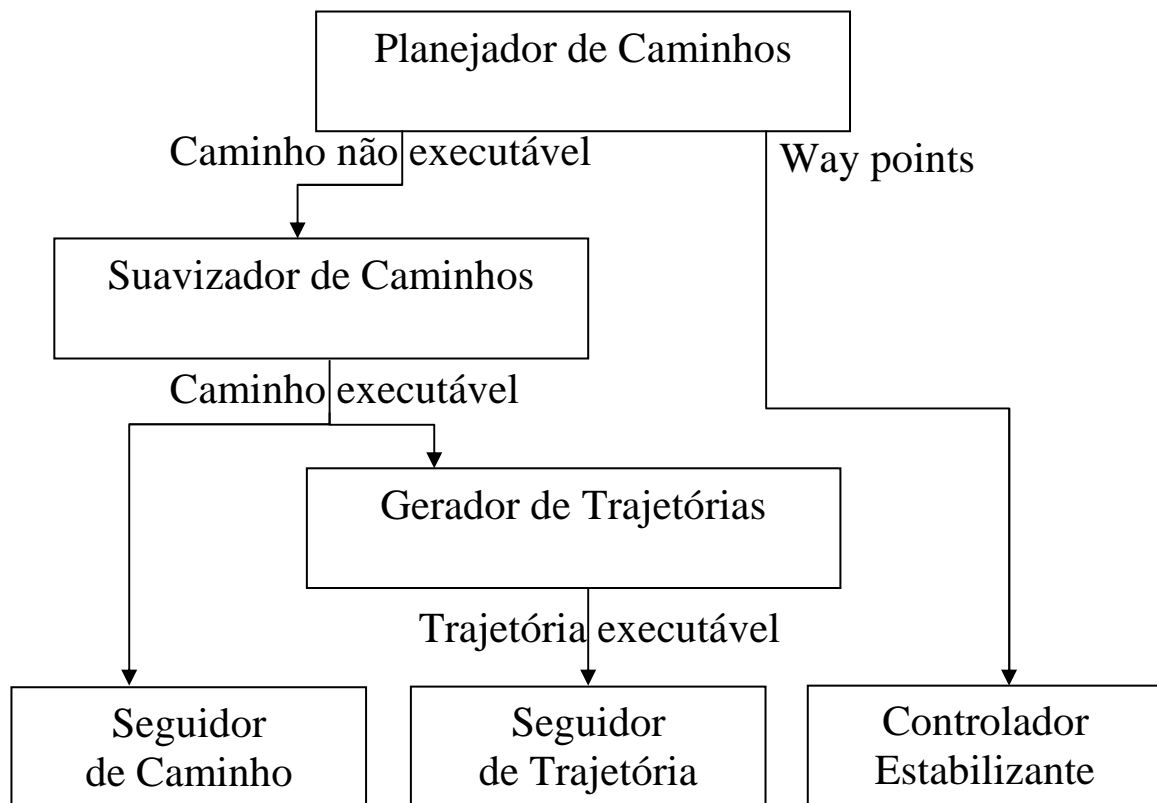 Planejador de Caminhos
Caminho não executável
Way points
Suavizador de Caminhos
Caminho executável
Gerador de Trajetórias
Trajetória executável
Seguidor
de Caminho
Seguidor
de Trajetória
Controlador
Estabilizante